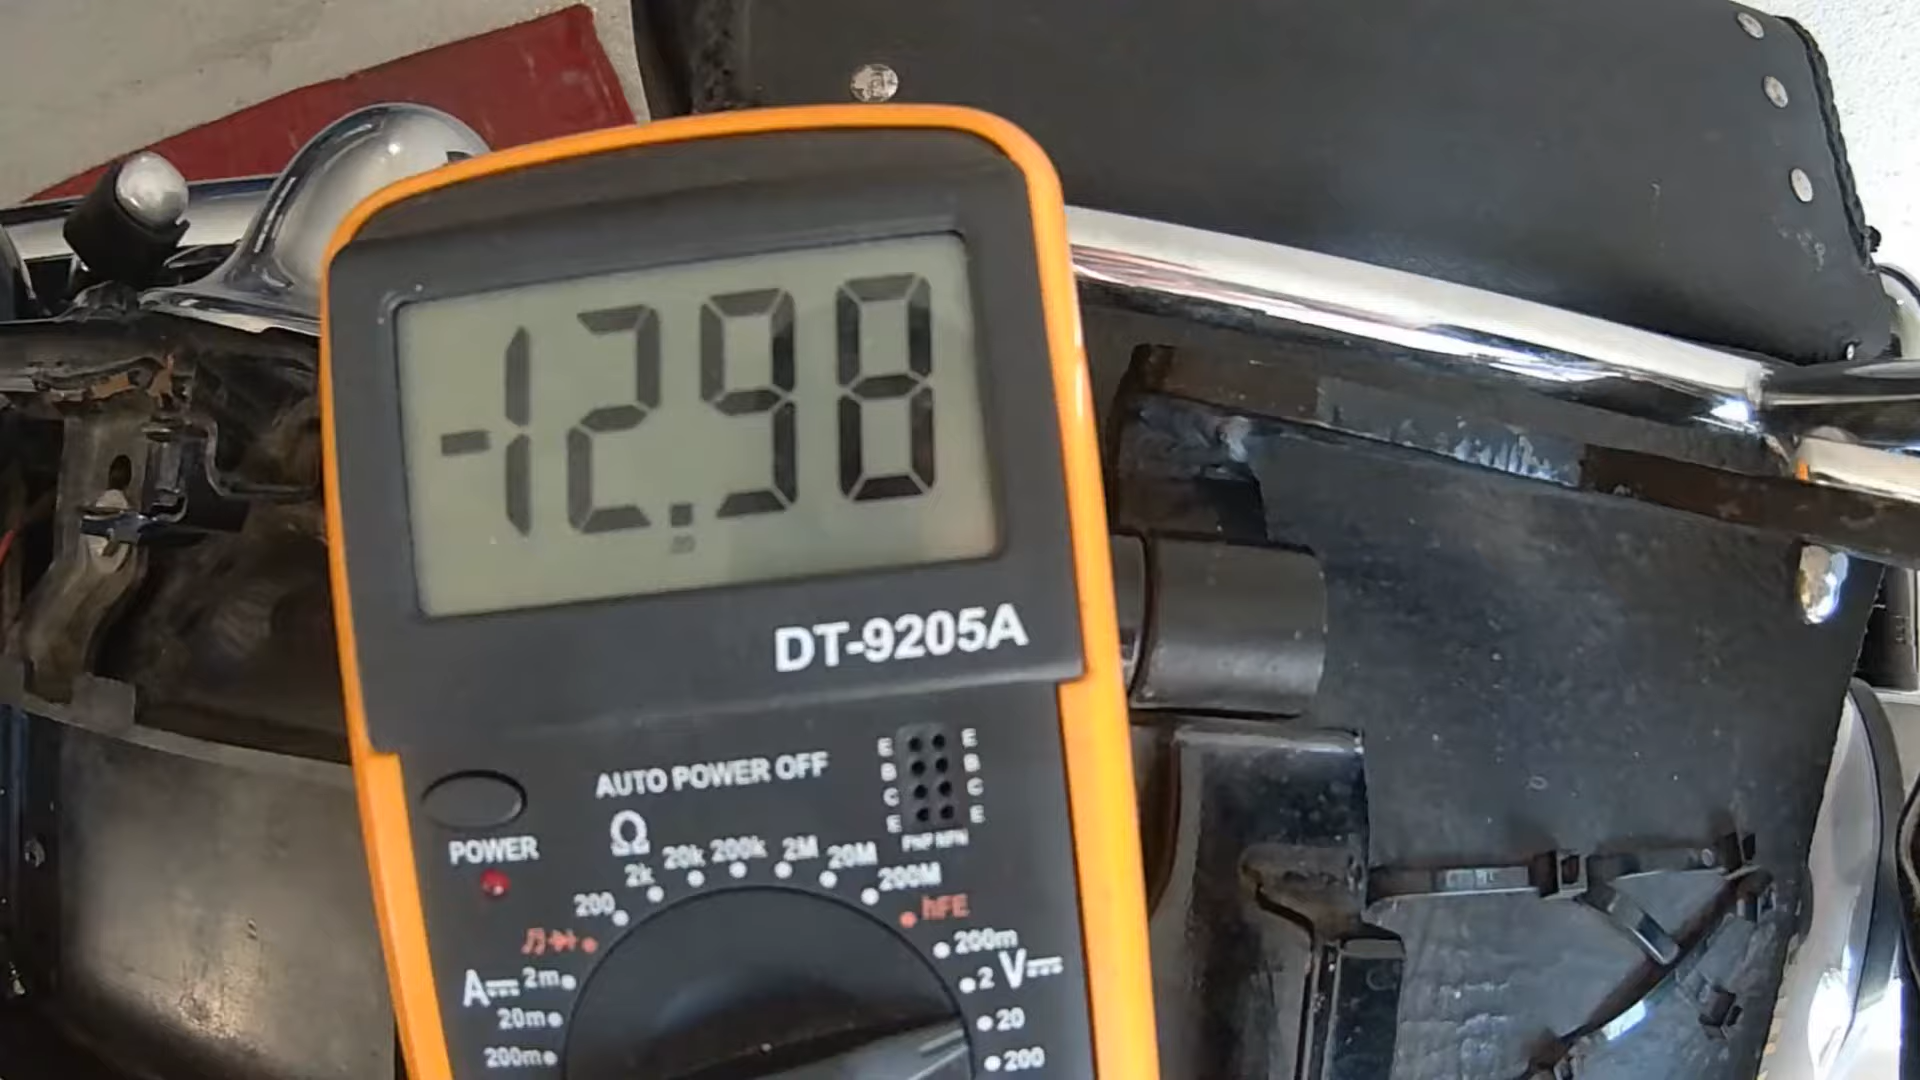 -12.98
DT-9205A
AUTO POWER OFF
E E
B B
C C
E E
PNP NPN
POWER
Ω
200 2k 20k 200k 2M 20M 200M
hFE
200m
A 2m 2 V
20m 20
200m 200